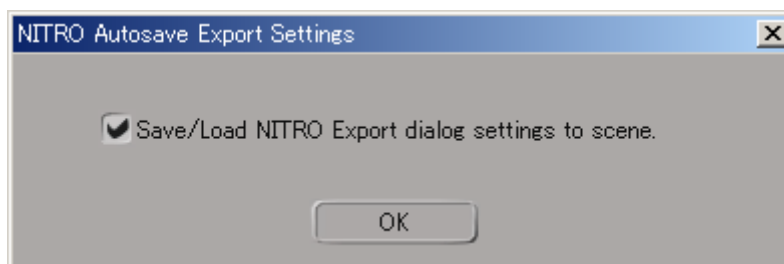 NITRO Autosave Export Settings
Save/Load NITRO Export dialog settings to scene.
OK